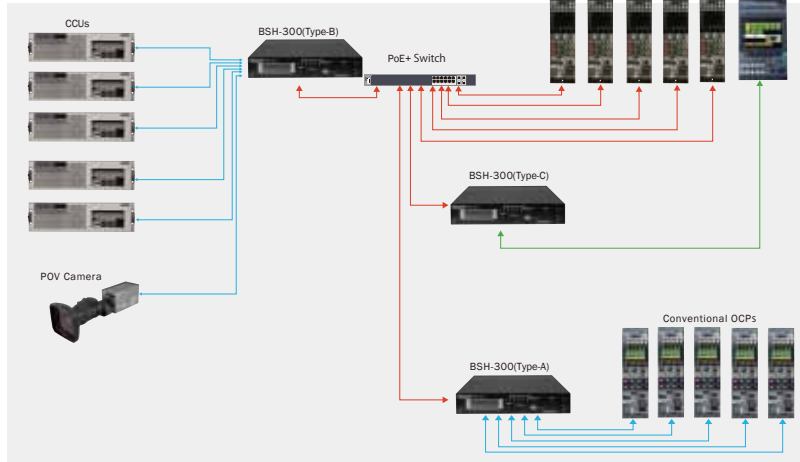 CCUs
BSH-300(Type-B)
PoE+ Switch
BSH-300(Type-C)
POV Camera
Conventional OCPs
BSH-300(Type-A)